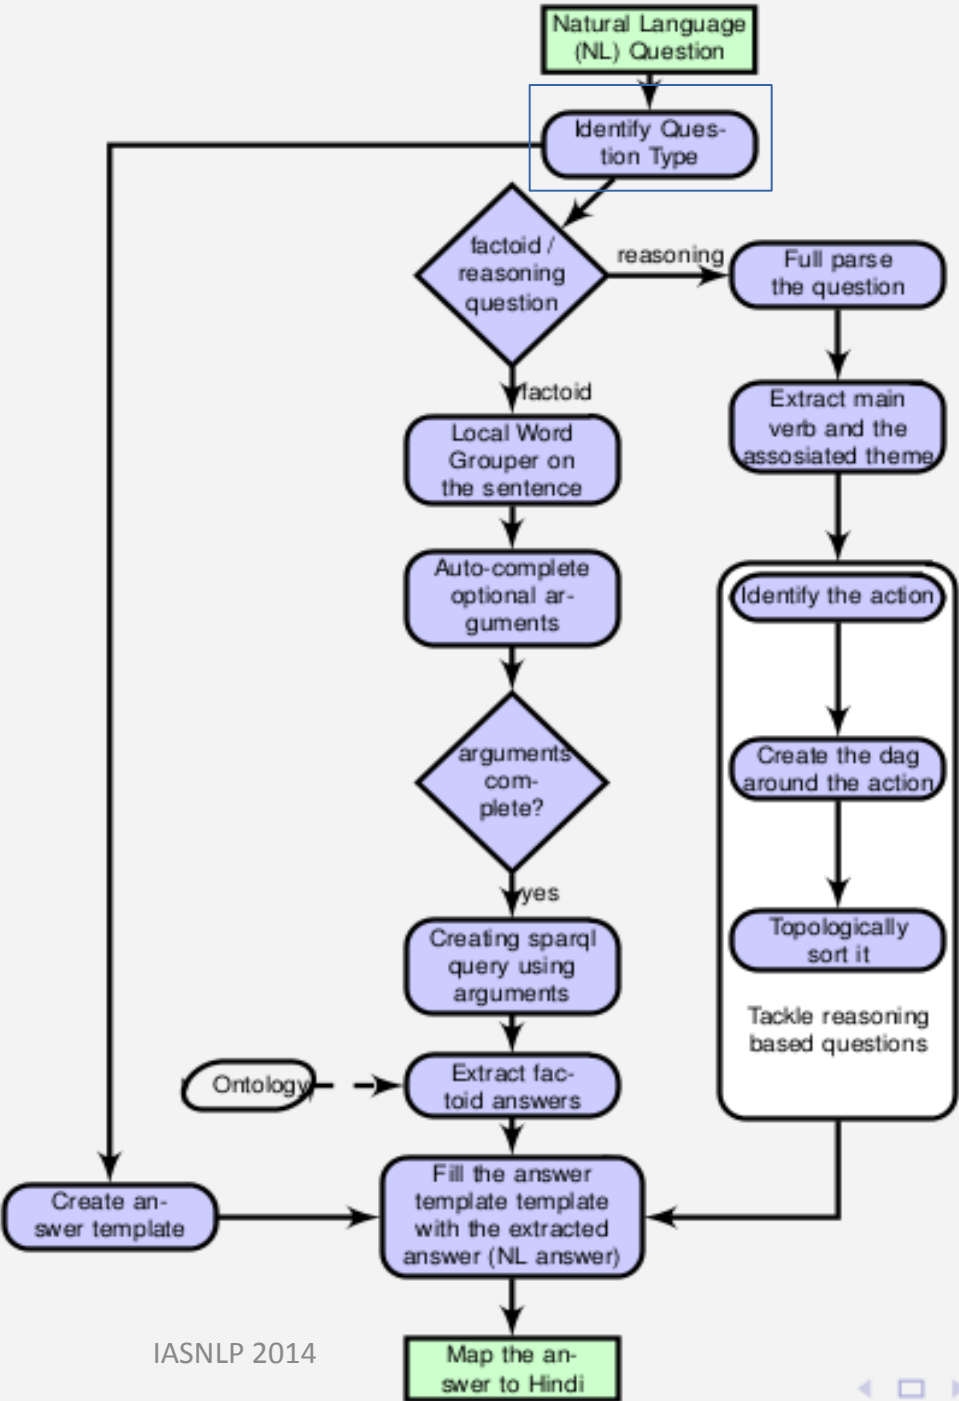 Natural Language
(NL) Question
Identify Ques-
tion Type
factoid /
reasoning
question
reasoning
Full parse
the question
factoid
Extract main
verb and the
assosiated theme
Local Word
Grouper on
the sentence
Auto-complete
optional ar-
guments
Identify the action
arguments
com-
plete?
Create the dag
around the action
yes
Creating sparql
query using
arguments
Topologically
sort it
Tackle reasoning
based questions
Ontology
Extract fac-
toid answers
Create an-
swer template
Fill the answer
template template
with the extracted
answer (NL answer)
IASNLP 2014
Map the an-
swer to Hindi